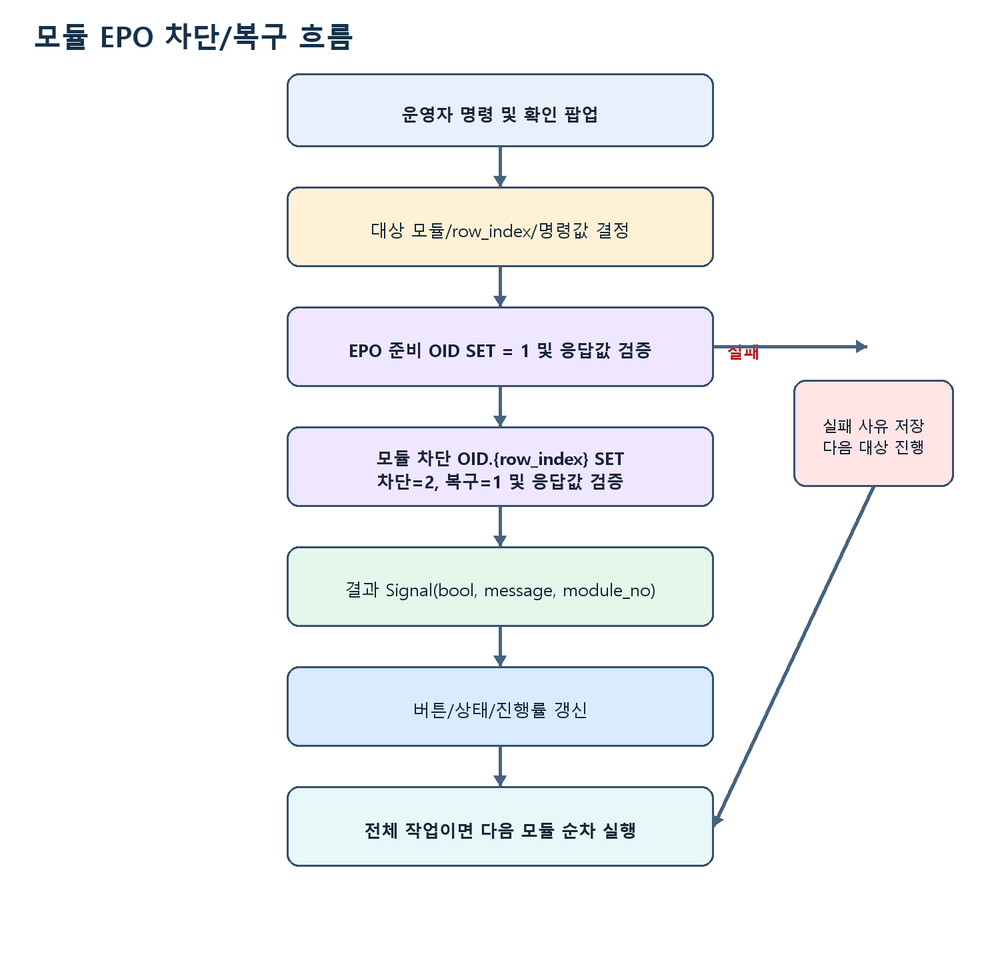 모듈 EPO 차단/복구 흐름
운영자 명령 및 확인 팝업
대상 모듈/row_index/명령값 결정
EPO 준비 OID SET = 1 및 응답값 검증
실패
실패 사유 저장
다음 대상 진행
모듈 차단 OID.{row_index} SET
차단=2, 복구=1 및 응답값 검증
결과 Signal(bool, message, module_no)
버튼/상태/진행률 갱신
전체 작업이면 다음 모듈 순차 실행